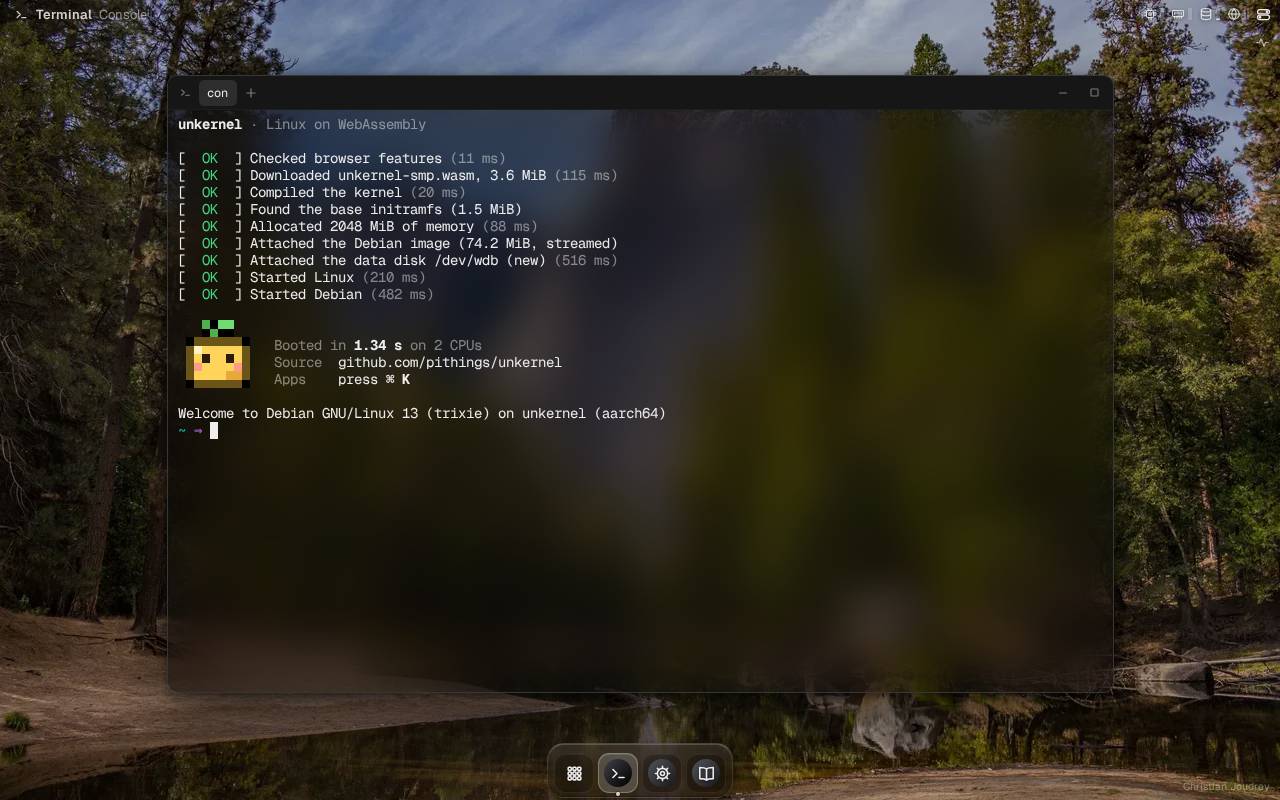 Terminal Console
con
unkernel · Linux on WebAssembly
[  OK  ] Checked browser features (11 ms)
[  OK  ] Downloaded unkernel-smp.wasm, 3.6 MiB (115 ms)
[  OK  ] Compiled the kernel (20 ms)
[  OK  ] Found the base initramfs (1.5 MiB)
[  OK  ] Allocated 2048 MiB of memory (88 ms)
[  OK  ] Attached the Debian image (74.2 MiB, streamed)
[  OK  ] Attached the data disk /dev/wdb (new) (516 ms)
[  OK  ] Started Linux (210 ms)
[  OK  ] Started Debian (482 ms)
Booted in 1.34 s on 2 CPUs
Source github.com/pithings/unkernel
Apps press ⌘ K
Welcome to Debian GNU/Linux 13 (trixie) on unkernel (aarch64)
~ →
Christian Joudrey